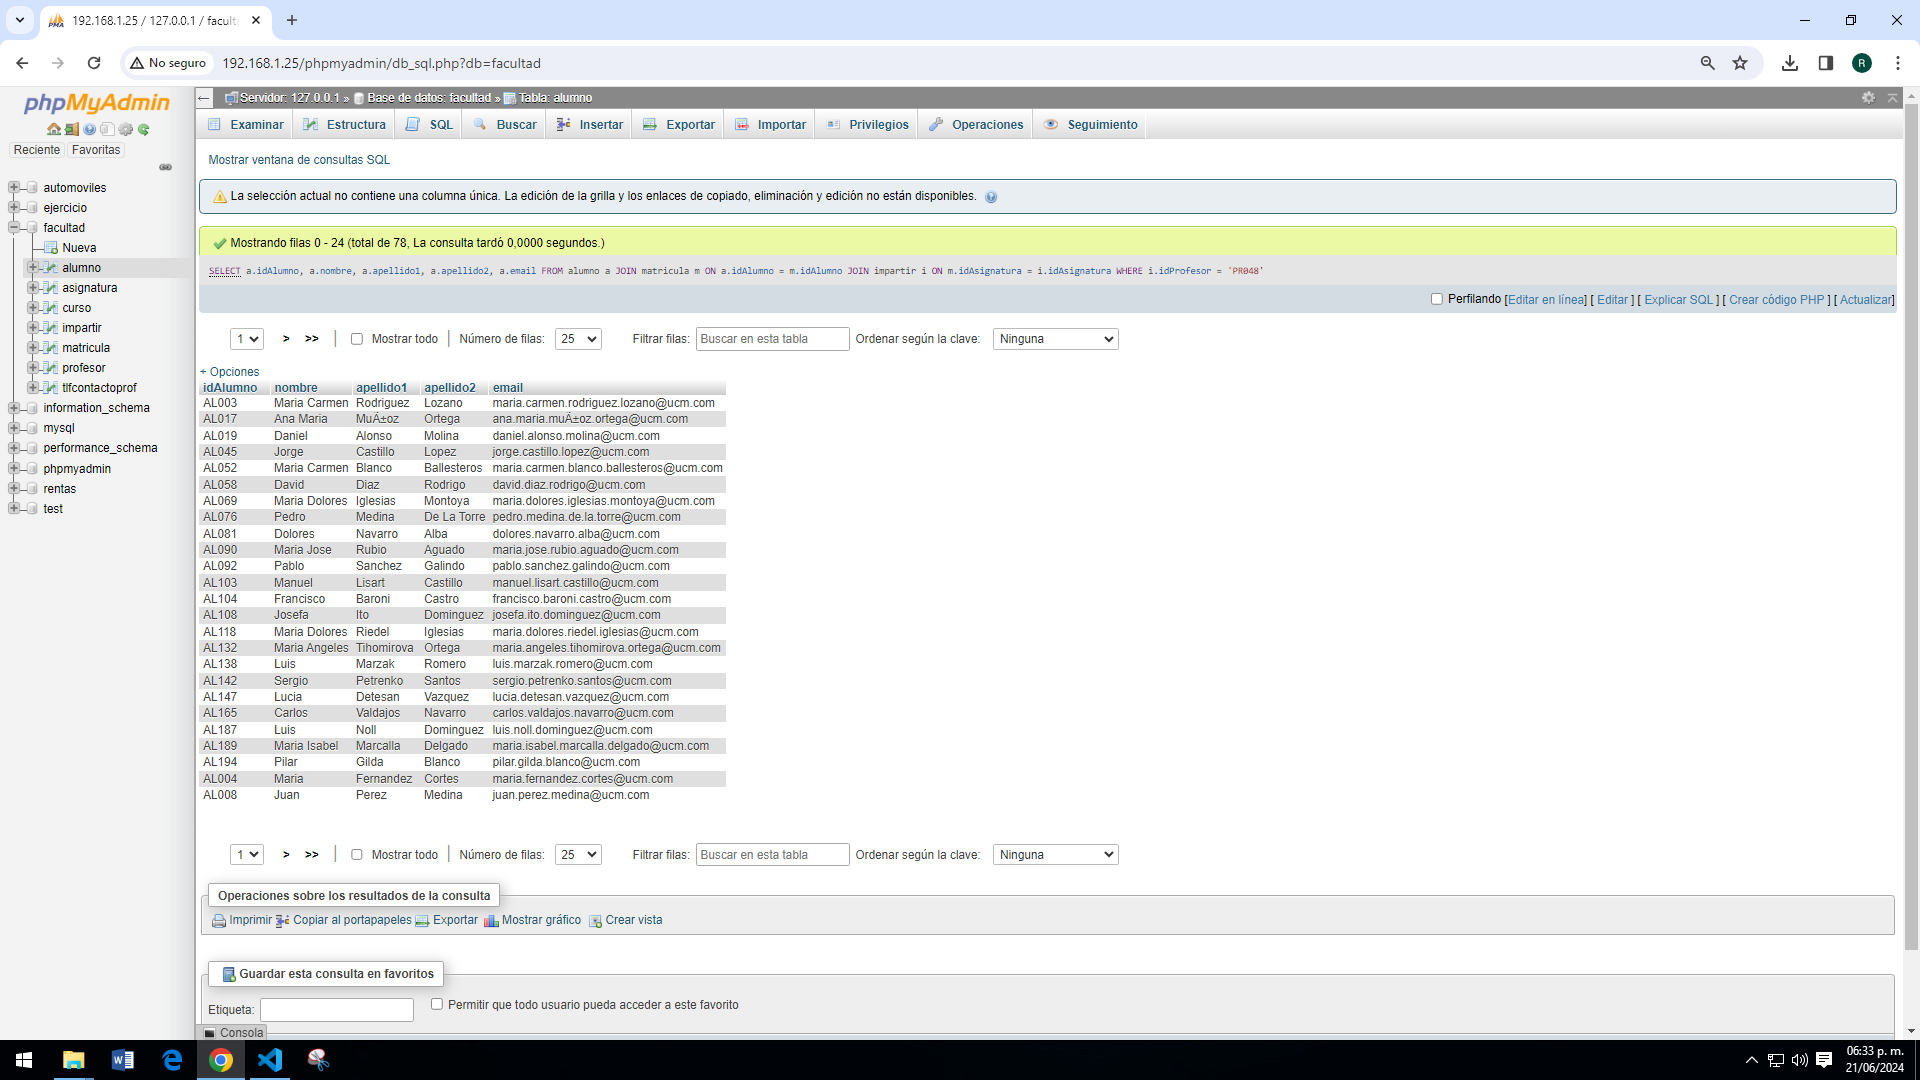 192.168.1.25 / 127.0.0.1 / facult
No seguro
192.168.1.25/phpmyadmin/db_sql.php?db=facultad
R
phpMyAdmin
Reciente Favoritas
automoviles
ejercicio
facultad
Nueva
alumno
asignatura
curso
impartir
matricula
profesor
tlfcontactoprof
information_schema
mysql
performance_schema
phpmyadmin
rentas
test
Servidor: 127.0.0.1 » Base de datos: facultad » Tabla: alumno
Examinar Estructura SQL Buscar Insertar Exportar Importar Privilegios Operaciones Seguimiento
Mostrar ventana de consultas SQL
La selección actual no contiene una columna única. La edición de la grilla y los enlaces de copiado, eliminación y edición no están disponibles.
Mostrando filas 0 - 24 (total de 78, La consulta tardó 0,0000 segundos.)
SELECT a.idAlumno, a.nombre, a.apellido1, a.apellido2, a.email FROM alumno a JOIN matricula m ON a.idAlumno = m.idAlumno JOIN impartir i ON m.idAsignatura = i.idAsignatura WHERE i.idProfesor = 'PR048'
Perfilando [Editar en línea] [ Editar ] [ Explicar SQL ] [ Crear código PHP ] [ Actualizar]
1 > >> | Mostrar todo | Número de filas: 25 Filtrar filas: Buscar en esta tabla Ordenar según la clave: Ninguna
+ Opciones
idAlumno nombre apellido1 apellido2 email
AL003 Maria Carmen Rodriguez Lozano maria.carmen.rodriguez.lozano@ucm.com
AL017 Ana Maria MuÃ±oz Ortega ana.maria.muÃ±oz.ortega@ucm.com
AL019 Daniel Alonso Molina daniel.alonso.molina@ucm.com
AL045 Jorge Castillo Lopez jorge.castillo.lopez@ucm.com
AL052 Maria Carmen Blanco Ballesteros maria.carmen.blanco.ballesteros@ucm.com
AL058 David Diaz Rodrigo david.diaz.rodrigo@ucm.com
AL069 Maria Dolores Iglesias Montoya maria.dolores.iglesias.montoya@ucm.com
AL076 Pedro Medina De La Torre pedro.medina.de.la.torre@ucm.com
AL081 Dolores Navarro Alba dolores.navarro.alba@ucm.com
AL090 Maria Jose Rubio Aguado maria.jose.rubio.aguado@ucm.com
AL092 Pablo Sanchez Galindo pablo.sanchez.galindo@ucm.com
AL103 Manuel Lisart Castillo manuel.lisart.castillo@ucm.com
AL104 Francisco Baroni Castro francisco.baroni.castro@ucm.com
AL108 Josefa Ito Dominguez josefa.ito.dominguez@ucm.com
AL118 Maria Dolores Riedel Iglesias maria.dolores.riedel.iglesias@ucm.com
AL132 Maria Angeles Tihomirova Ortega maria.angeles.tihomirova.ortega@ucm.com
AL138 Luis Marzak Romero luis.marzak.romero@ucm.com
AL142 Sergio Petrenko Santos sergio.petrenko.santos@ucm.com
AL147 Lucia Detesan Vazquez lucia.detesan.vazquez@ucm.com
AL165 Carlos Valdajos Navarro carlos.valdajos.navarro@ucm.com
AL187 Luis Noll Dominguez luis.noll.dominguez@ucm.com
AL189 Maria Isabel Marcalla Delgado maria.isabel.marcalla.delgado@ucm.com
AL194 Pilar Gilda Blanco pilar.gilda.blanco@ucm.com
AL004 Maria Fernandez Cortes maria.fernandez.cortes@ucm.com
AL008 Juan Perez Medina juan.perez.medina@ucm.com
1 > >> | Mostrar todo | Número de filas: 25 Filtrar filas: Buscar en esta tabla Ordenar según la clave: Ninguna
Operaciones sobre los resultados de la consulta
Imprimir Copiar al portapapeles Exportar Mostrar gráfico Crear vista
Guardar esta consulta en favoritos
Etiqueta: Permitir que todo usuario pueda acceder a este favorito
Consola
06:33 p. m.
21/06/2024